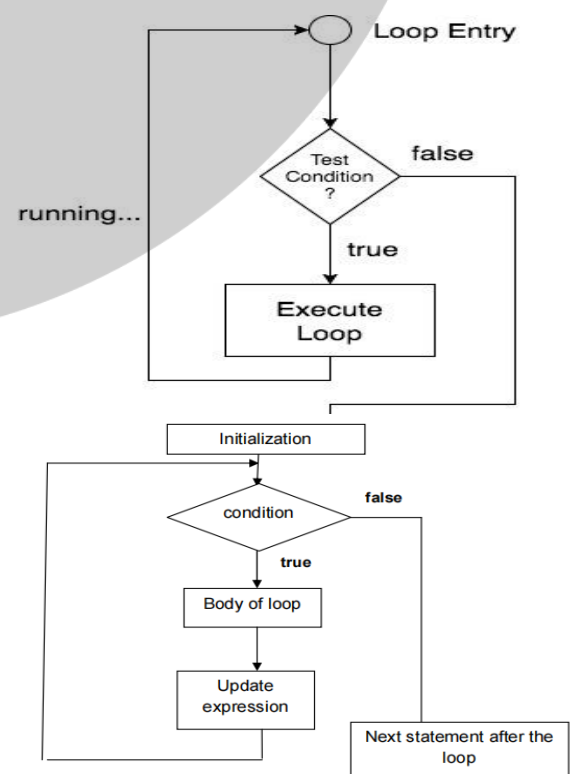 Loop Entry
Test
Condition
?
false
running...
true
Execute
Loop
Initialization
condition
false
true
Body of loop
Update
expression
Next statement after the
loop